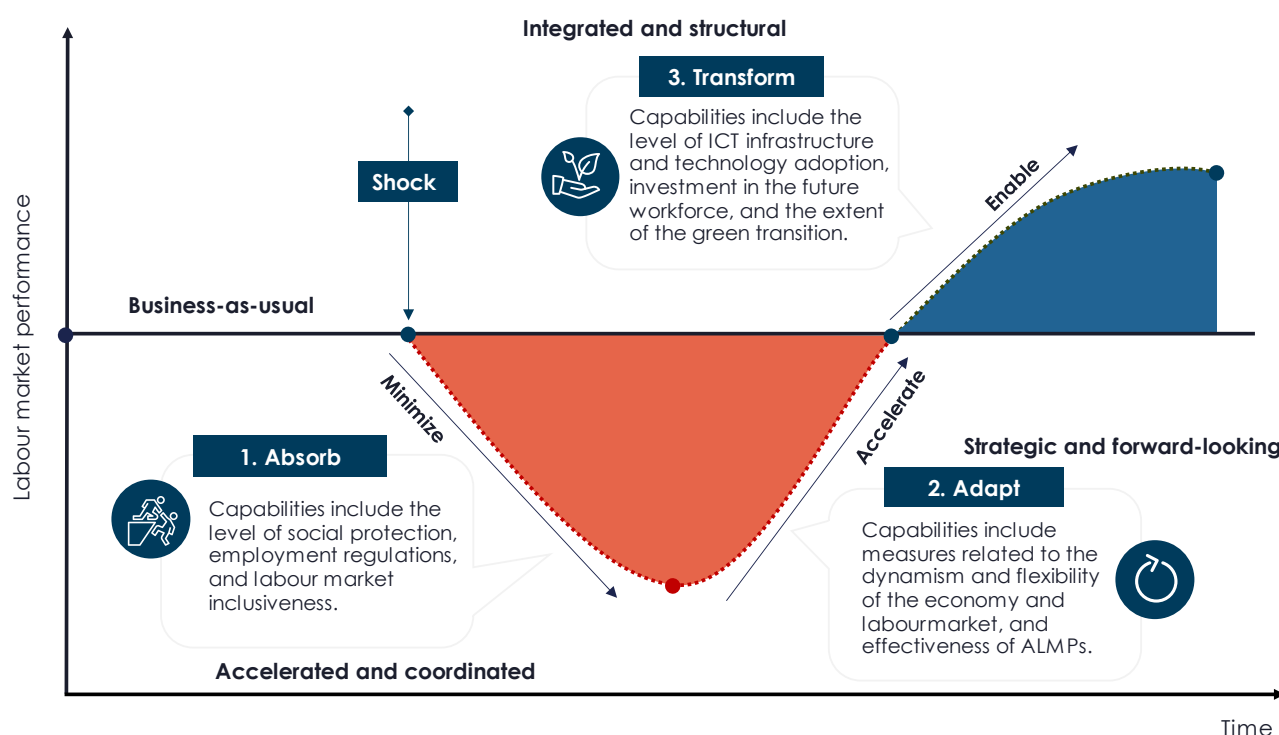 Integrated and structural
3. Transform
Capabilities include the
level of ICT infrastructure
and technology adoption,
investment in the future
workforce, and the extent
of the green transition.
Shock
Enable
Labour market performance
Business-as-usual
Minimize
Accelerate
1. Absorb
Capabilities include the
level of social protection,
employment regulations,
and labour market
inclusiveness.
Strategic and forward-looking
2. Adapt
Capabilities include
measures related to the
dynamism and flexibility
of the economy and
labourmarket, and
effectiveness of ALMPs.
Accelerated and coordinated
Time